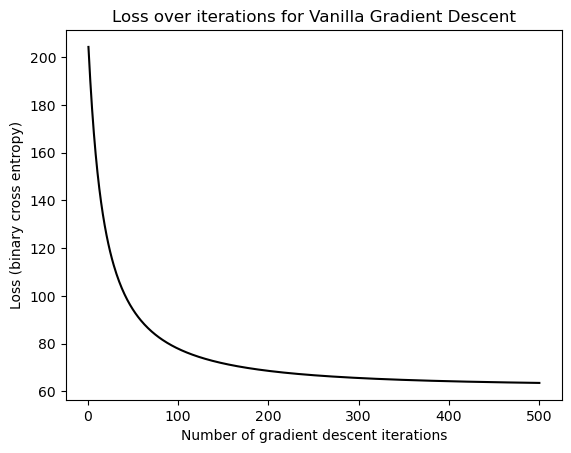 Loss over iterations for Vanilla Gradient Descent
Loss (binary cross entropy)
200
180
160
140
120
100
80
60
0 100 200 300 400 500
Number of gradient descent iterations